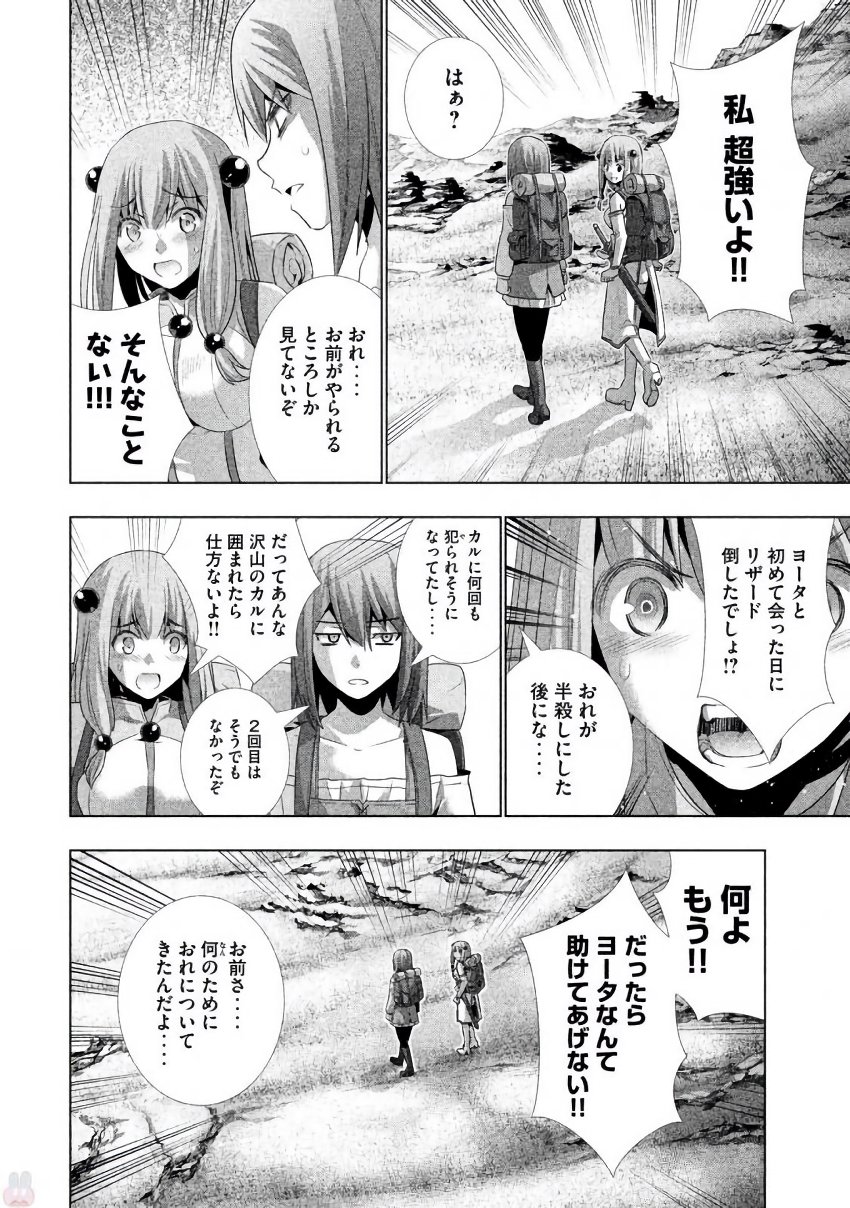 私 超強いよ!!
はぁ?
おれ‥‥
お前がやられる
ところしか
見てないぞ
そんなこと
ない!!!
ヨータと
初めて会った日に
リザード
倒したでしょ!?
おれが
半殺しにした
後にな‥‥
カルに何回も
犯られそうに
なってたし‥‥
だってあんな
沢山のカルに
囲まれたら
仕方ないよ!!
2回目は
そうでも
なかったぞ
何よ
もう!!
だったら
ヨータなんて
助けてあげない!!
お前さ‥‥
何のために
おれについて
きたんだよ‥‥